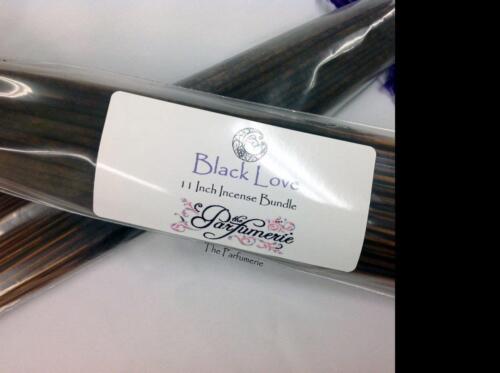 Black Love
11 Inch Incense Bundle
the
Parfumerie
The Parfumerie